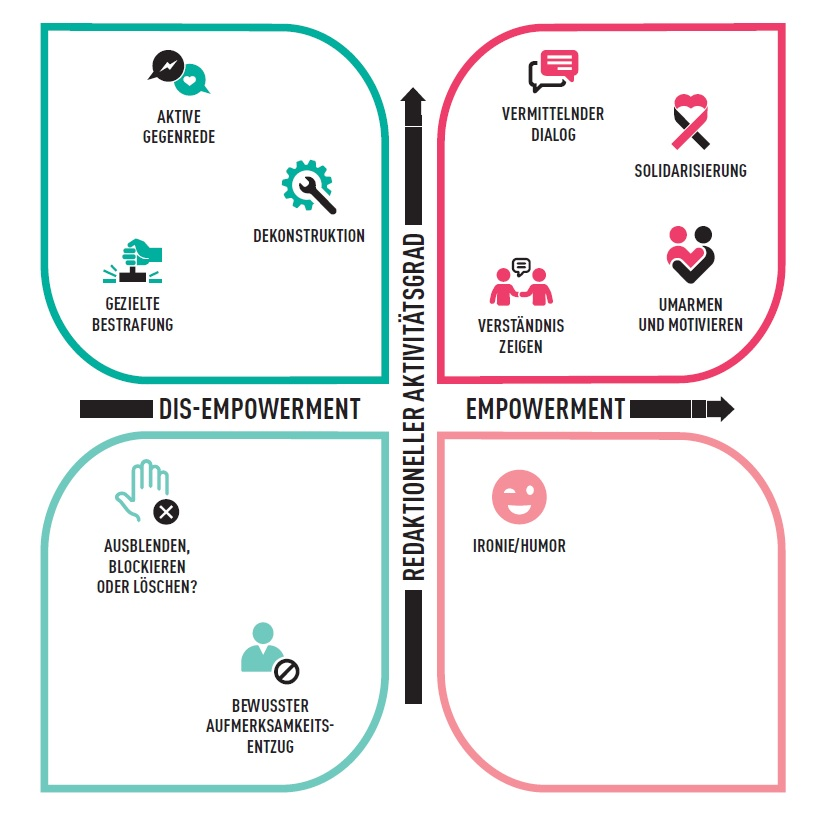 AKTIVE
GEGENREDE
DEKONSTRUKTION
GEZIELTE
BESTRAFUNG
VERMITTELNDER
DIALOG
SOLIDARISIERUNG
VERSTÄNDNIS
ZEIGEN
UMARMEN
UND MOTIVIEREN
DIS-EMPOWERMENT
EMPOWERMENT
REDAKTIONELLER AKTIVITÄTSGRAD
AUSBLENDEN,
BLOCKIEREN
ODER LÖSCHEN?
BEWUSSTER
AUFMERKSAMKEITS-
ENTZUG
IRONIE/HUMOR